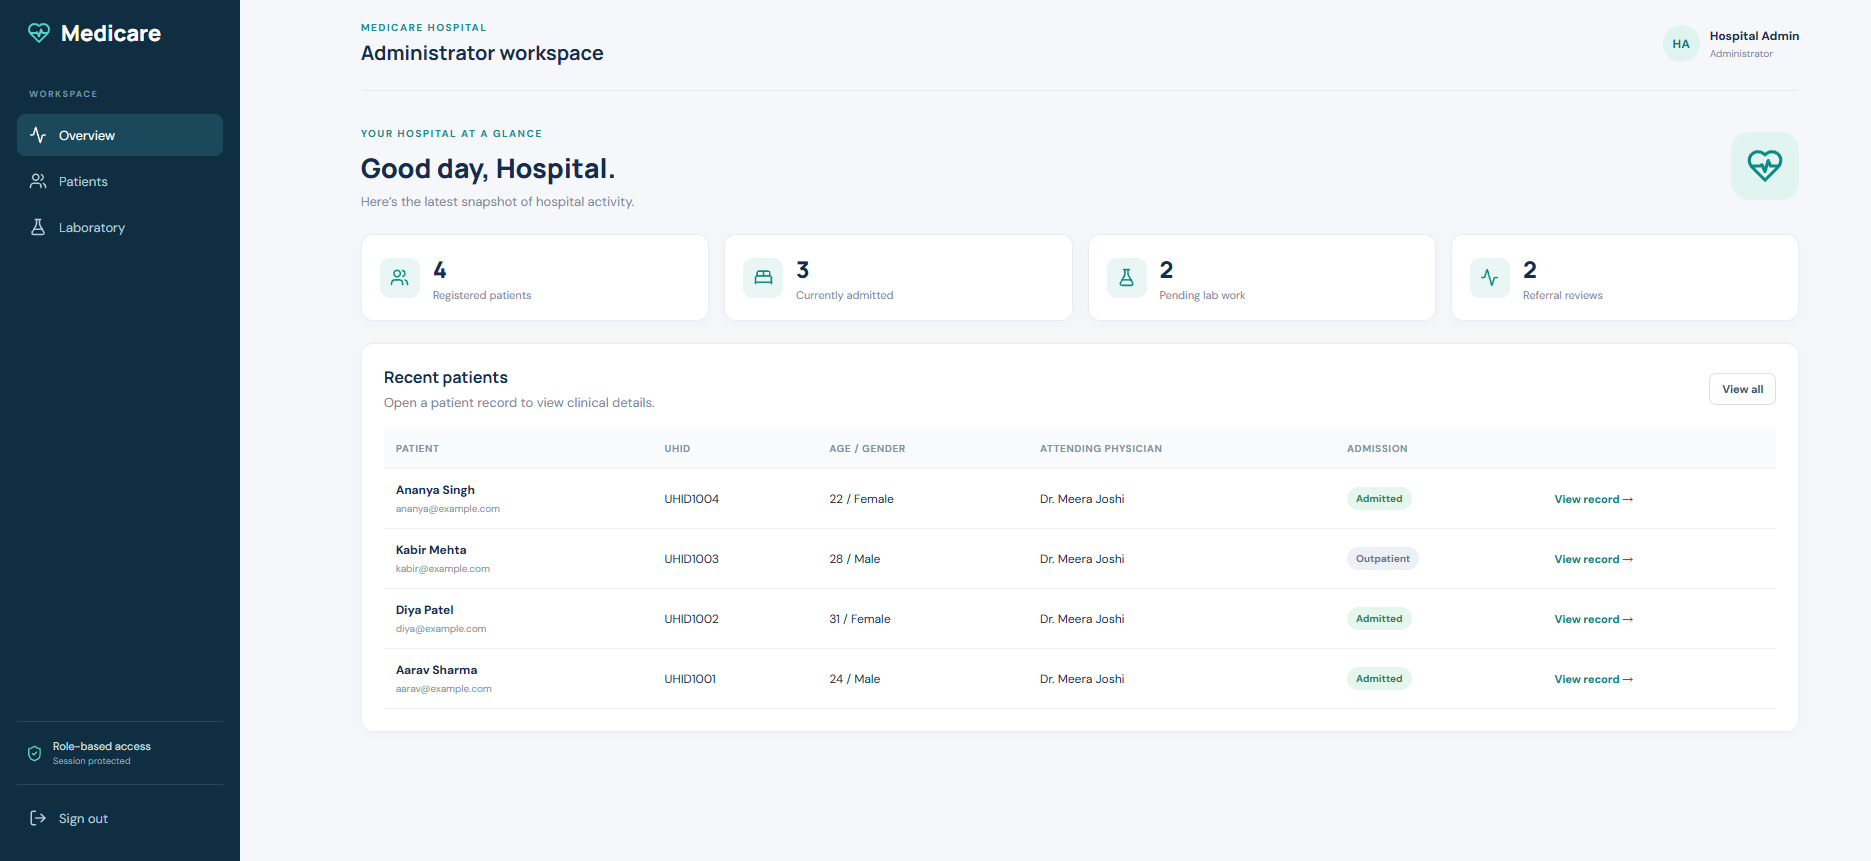 Medicare
WORKSPACE
Overview
Patients
Laboratory
Role-based access
Session protected
Sign out
MEDICARE HOSPITAL
Administrator workspace
HA
Hospital Admin
Administrator
YOUR HOSPITAL AT A GLANCE
Good day, Hospital.
Here's the latest snapshot of hospital activity.
4
Registered patients
3
Currently admitted
2
Pending lab work
2
Referral reviews
Recent patients
Open a patient record to view clinical details.
View all
PATIENT UHID AGE / GENDER ATTENDING PHYSICIAN ADMISSION
Ananya Singh
ananya@example.com
UHID1004 22 / Female Dr. Meera Joshi Admitted View record →
Kabir Mehta
kabir@example.com
UHID1003 28 / Male Dr. Meera Joshi Outpatient View record →
Diya Patel
diya@example.com
UHID1002 31 / Female Dr. Meera Joshi Admitted View record →
Aarav Sharma
aarav@example.com
UHID1001 24 / Male Dr. Meera Joshi Admitted View record →